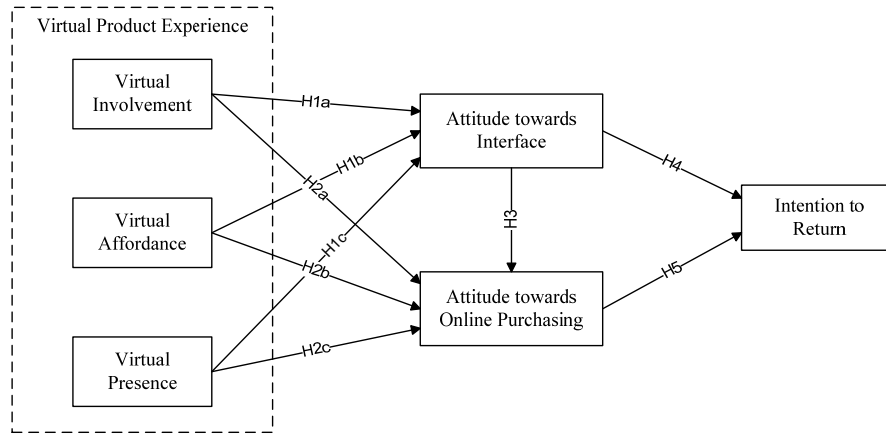 Virtual Product Experience
Virtual
Involvement
Virtual
Affordance
Virtual
Presence
H1a
H1b
H1c
H2a
H2b
H2c
Attitude towards
Interface
H3
Attitude towards
Online Purchasing
H4
H5
Intention to
Return